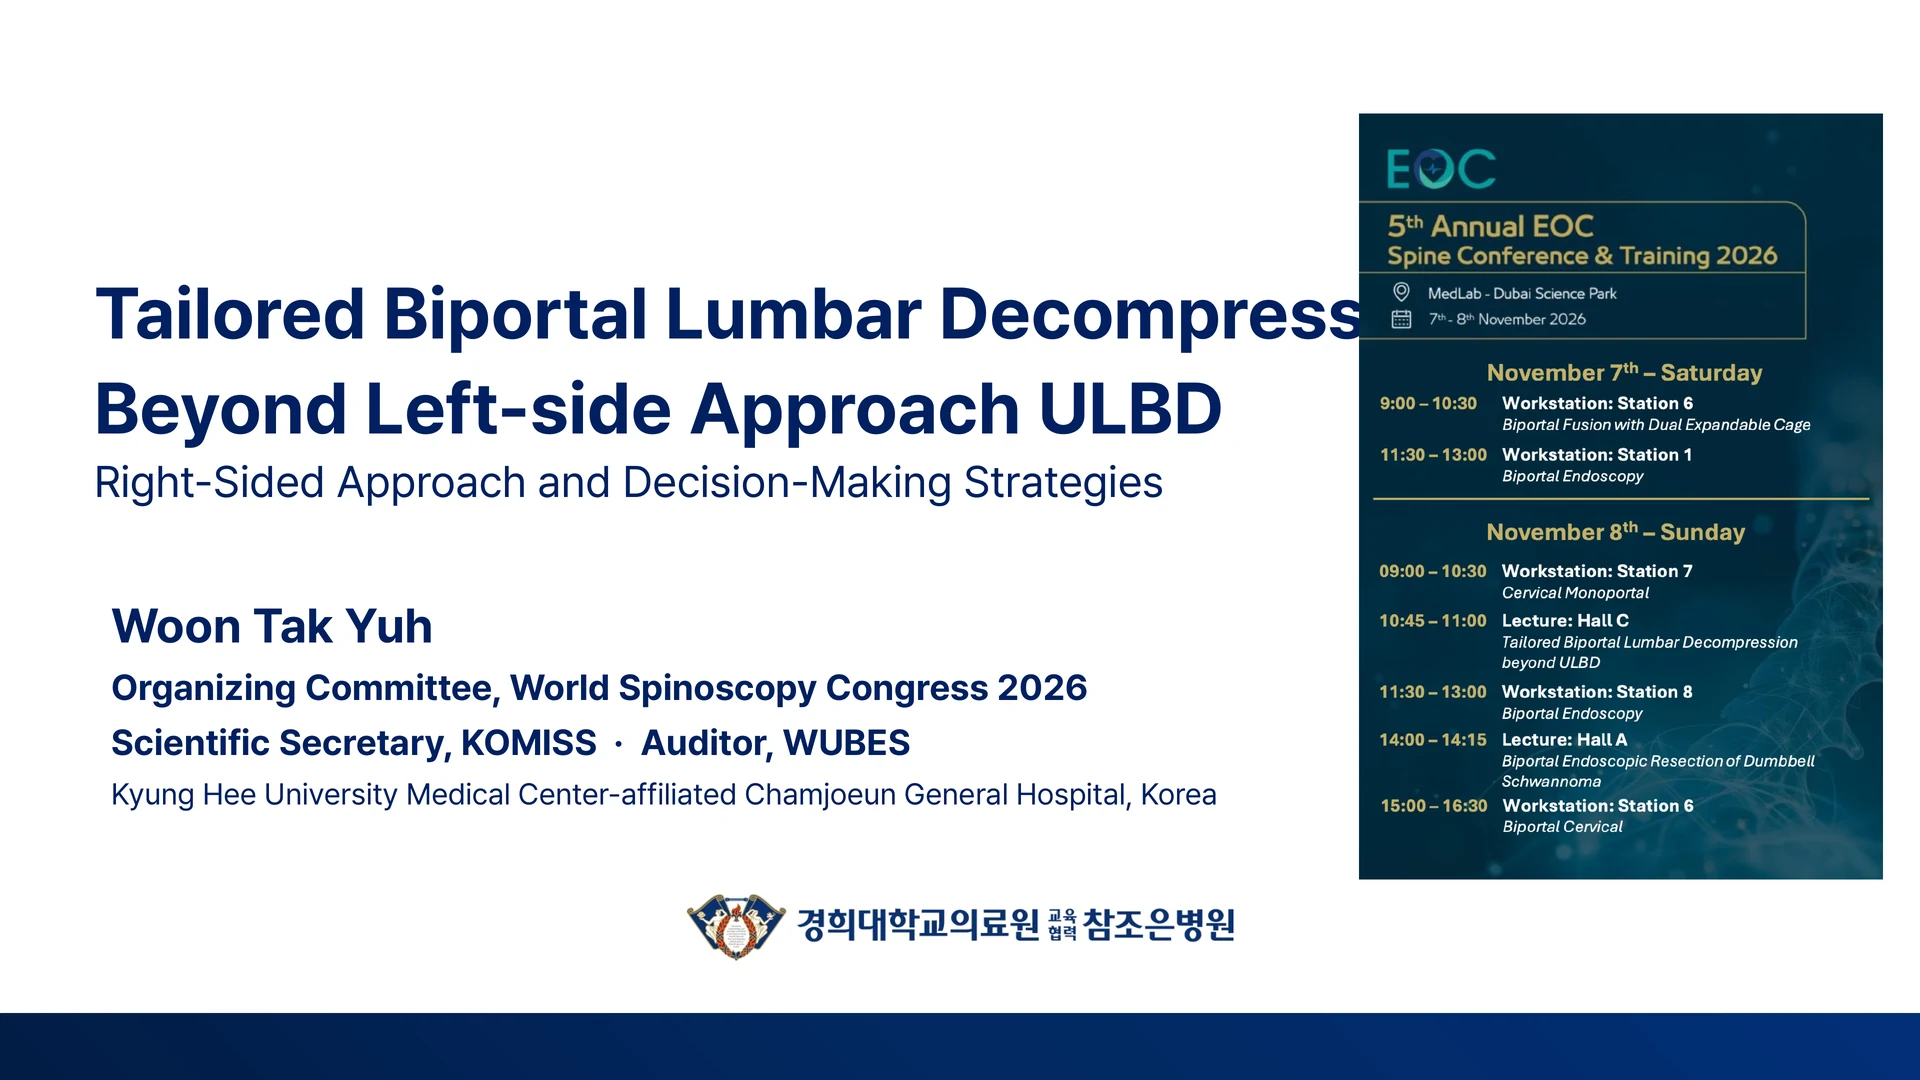 Tailored Biportal Lumbar Decompress
Beyond Left-side Approach ULBD
Right-Sided Approach and Decision-Making Strategies
Woon Tak Yuh
Organizing Committee, World Spinoscopy Congress 2026
Scientific Secretary, KOMISS · Auditor, WUBES
Kyung Hee University Medical Center-affiliated Chamjoeun General Hospital, Korea
경희대학교의료원 교육협력 참조은병원
EOC
5th Annual EOC
Spine Conference & Training 2026
MedLab - Dubai Science Park
7th - 8th November 2026
November 7th – Saturday
9:00 – 10:30 Workstation: Station 6
Biportal Fusion with Dual Expandable Cage
11:30 – 13:00 Workstation: Station 1
Biportal Endoscopy
November 8th – Sunday
09:00 – 10:30 Workstation: Station 7
Cervical Monoportal
10:45 – 11:00 Lecture: Hall C
Tailored Biportal Lumbar Decompression
beyond ULBD
11:30 – 13:00 Workstation: Station 8
Biportal Endoscopy
14:00 – 14:15 Lecture: Hall A
Biportal Endoscopic Resection of Dumbbell
Schwannoma
15:00 – 16:30 Workstation: Station 6
Biportal Cervical